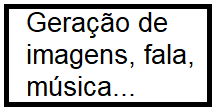 Geração de
imagens, fala,
música...